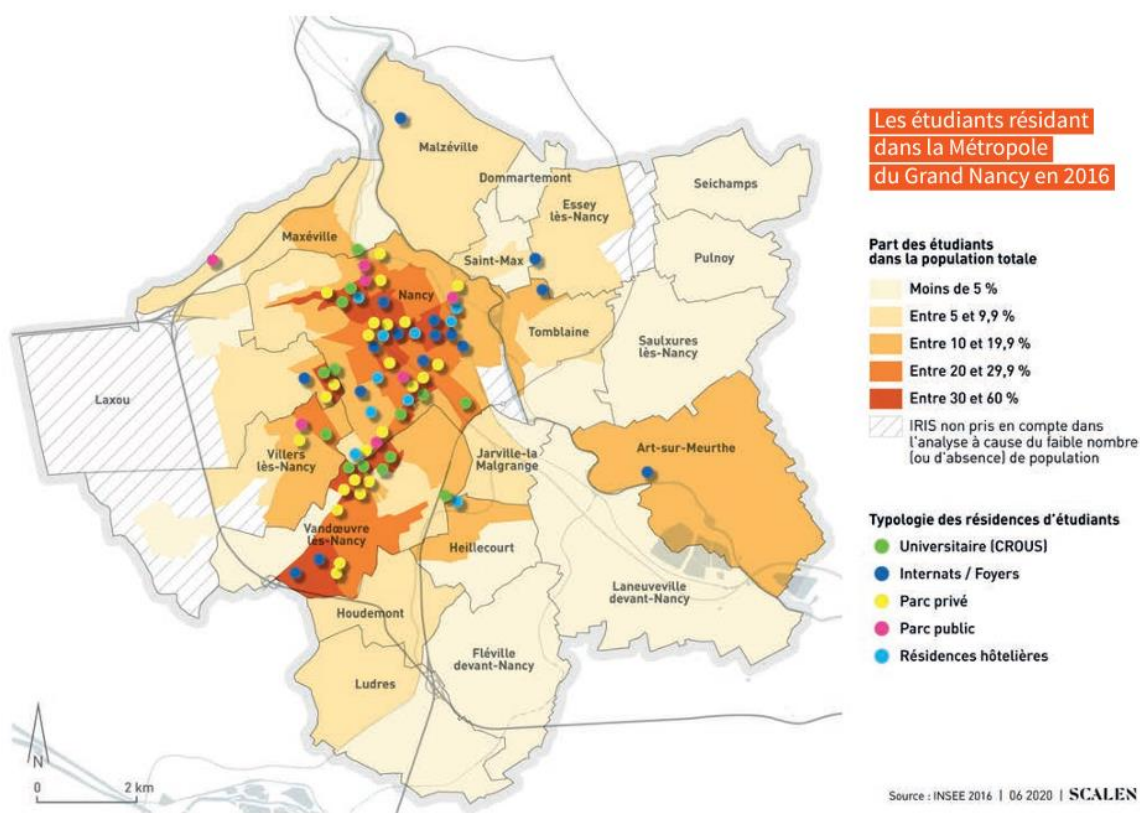 Les étudiants résidant
dans la Métropole
du Grand Nancy en 2016
Part des étudiants
dans la population totale
Moins de 5 %
Entre 5 et 9,9 %
Entre 10 et 19,9 %
Entre 20 et 29,9 %
Entre 30 et 60 %
IRIS non pris en compte dans
l'analyse à cause du faible nombre
(ou d'absence) de population
Typologie des résidences d'étudiants
Universitaire (CROUS)
Internats / Foyers
Parc privé
Parc public
Résidences hôtelières
Malzéville
Dommartemont
Seichamps
Essey
lès-Nancy
Maxéville
Saint-Max
Pulnoy
Nancy
Tomblaine
Saulxures
lès-Nancy
Laxou
Villers
lès-Nancy
Jarville-la
Malgrange
Art-sur-Meurthe
Vandœuvre
lès-Nancy
Heillecourt
Laneuveville
devant-Nancy
Houdemont
Fléville
devant-Nancy
Ludres
N
0 2 km
Source : INSEE 2016 | 06 2020 | SCALEN